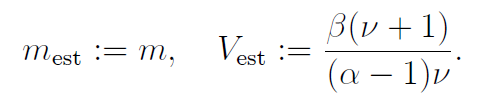 m_est := m, V_est := β(ν + 1) / (α − 1)ν.